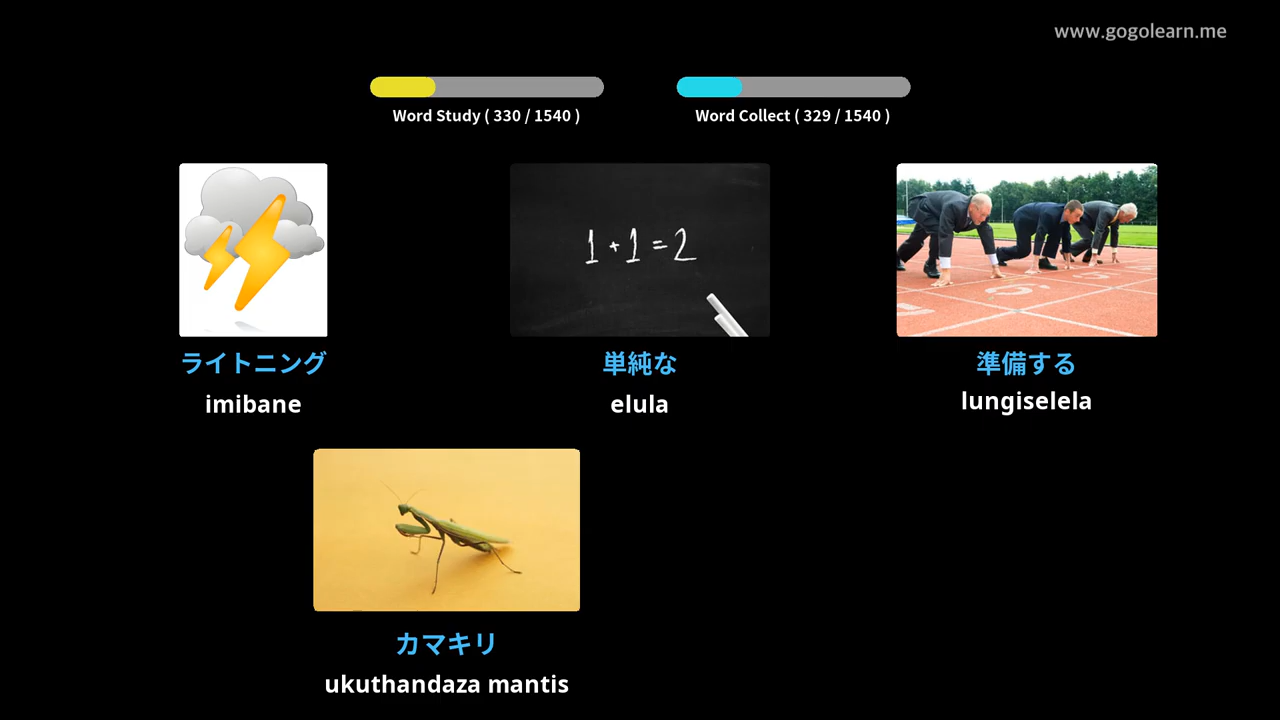 www.gogolearn.me
Word Study ( 330 / 1540 )
Word Collect ( 329 / 1540 )
1 + 1 = 2
ライトニング
imibane
単純な
elula
準備する
lungiselela
カマキリ
ukuthandaza mantis